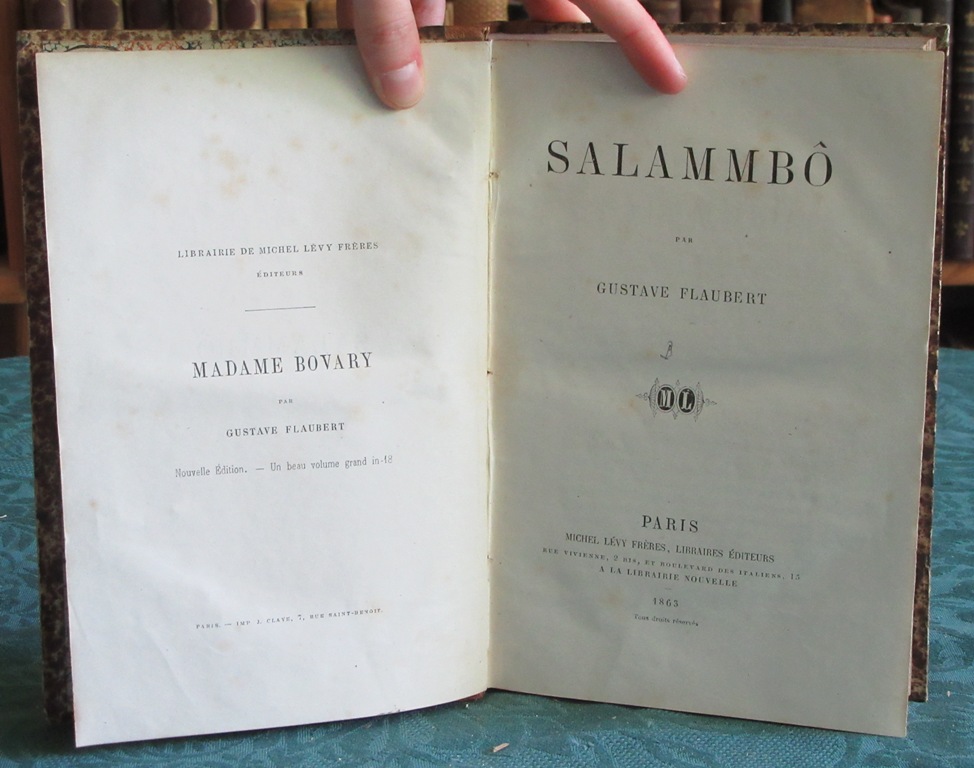 LIBRAIRIE DE MICHEL LÉVY FRÈRES
ÉDITEURS
MADAME BOVARY
PAR
GUSTAVE FLAUBERT
Nouvelle Édition. — Un beau volume grand in-18
PARIS. — IMP. J. CLAYE, 7, RUE SAINT-BENOIT.
SALAMMBÔ
PAR
GUSTAVE FLAUBERT
ML
PARIS
MICHEL LÉVY FRÈRES, LIBRAIRES ÉDITEURS
RUE VIVIENNE, 2 BIS, ET BOULEVARD DES ITALIENS, 15
A LA LIBRAIRIE NOUVELLE
1863
Tous droits réservés